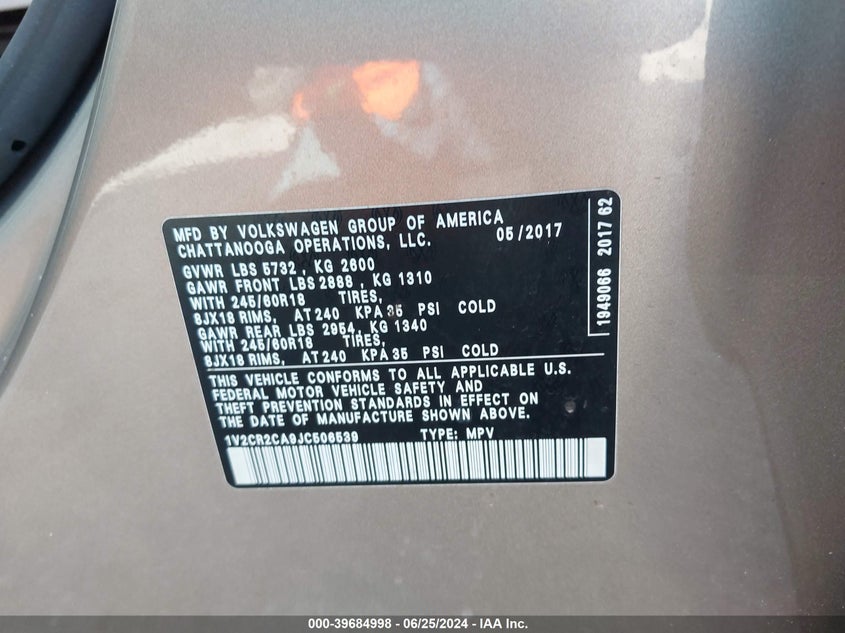 MFD BY VOLKSWAGEN GROUP OF AMERICA
CHATTANOOGA OPERATIONS, LLC. 05/2017
GVWR LBS 5732 , KG 2600
GAWR FRONT LBS 2888 , KG 1310
WITH 245/60R18 TIRES,
8JX18 RIMS, AT 240 KPA 35 PSI COLD
GAWR REAR LBS 2954, KG 1340
WITH 245/60R18 TIRES,
8JX18 RIMS, AT 240 KPA 35 PSI COLD
THIS VEHICLE CONFORMS TO ALL APPLICABLE U.S.
FEDERAL MOTOR VEHICLE SAFETY AND
THEFT PREVENTION STANDARDS IN EFFECT ON
THE DATE OF MANUFACTURE SHOWN ABOVE.
1V2CR2CA9JC506539 TYPE: MPV
1949066 2017 62
000-39684998 - 06/25/2024 - IAA Inc.